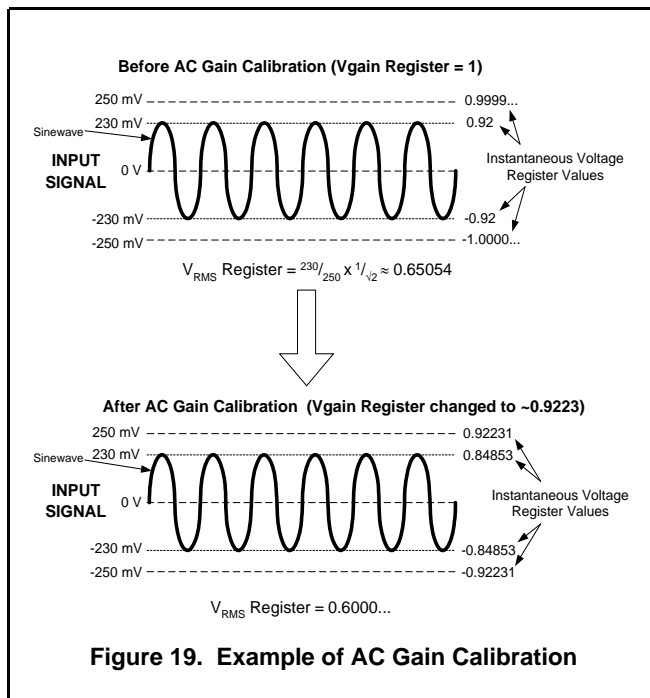 Before AC Gain Calibration (Vgain Register = 1)
250 mV
0.9999...
230 mV
0.92
Sinewave
INPUT
SIGNAL
0 V
Instantaneous Voltage
Register Values
-230 mV
-0.92
-250 mV
-1.0000...
VRMS Register = 230/250 x 1/√2 ≈ 0.65054
After AC Gain Calibration (Vgain Register changed to ~0.9223)
250 mV
0.92231
230 mV
0.84853
Sinewave
INPUT
SIGNAL
0 V
Instantaneous Voltage
Register Values
-230 mV
-0.84853
-250 mV
-0.92231
VRMS Register = 0.6000...
Figure 19. Example of AC Gain Calibration